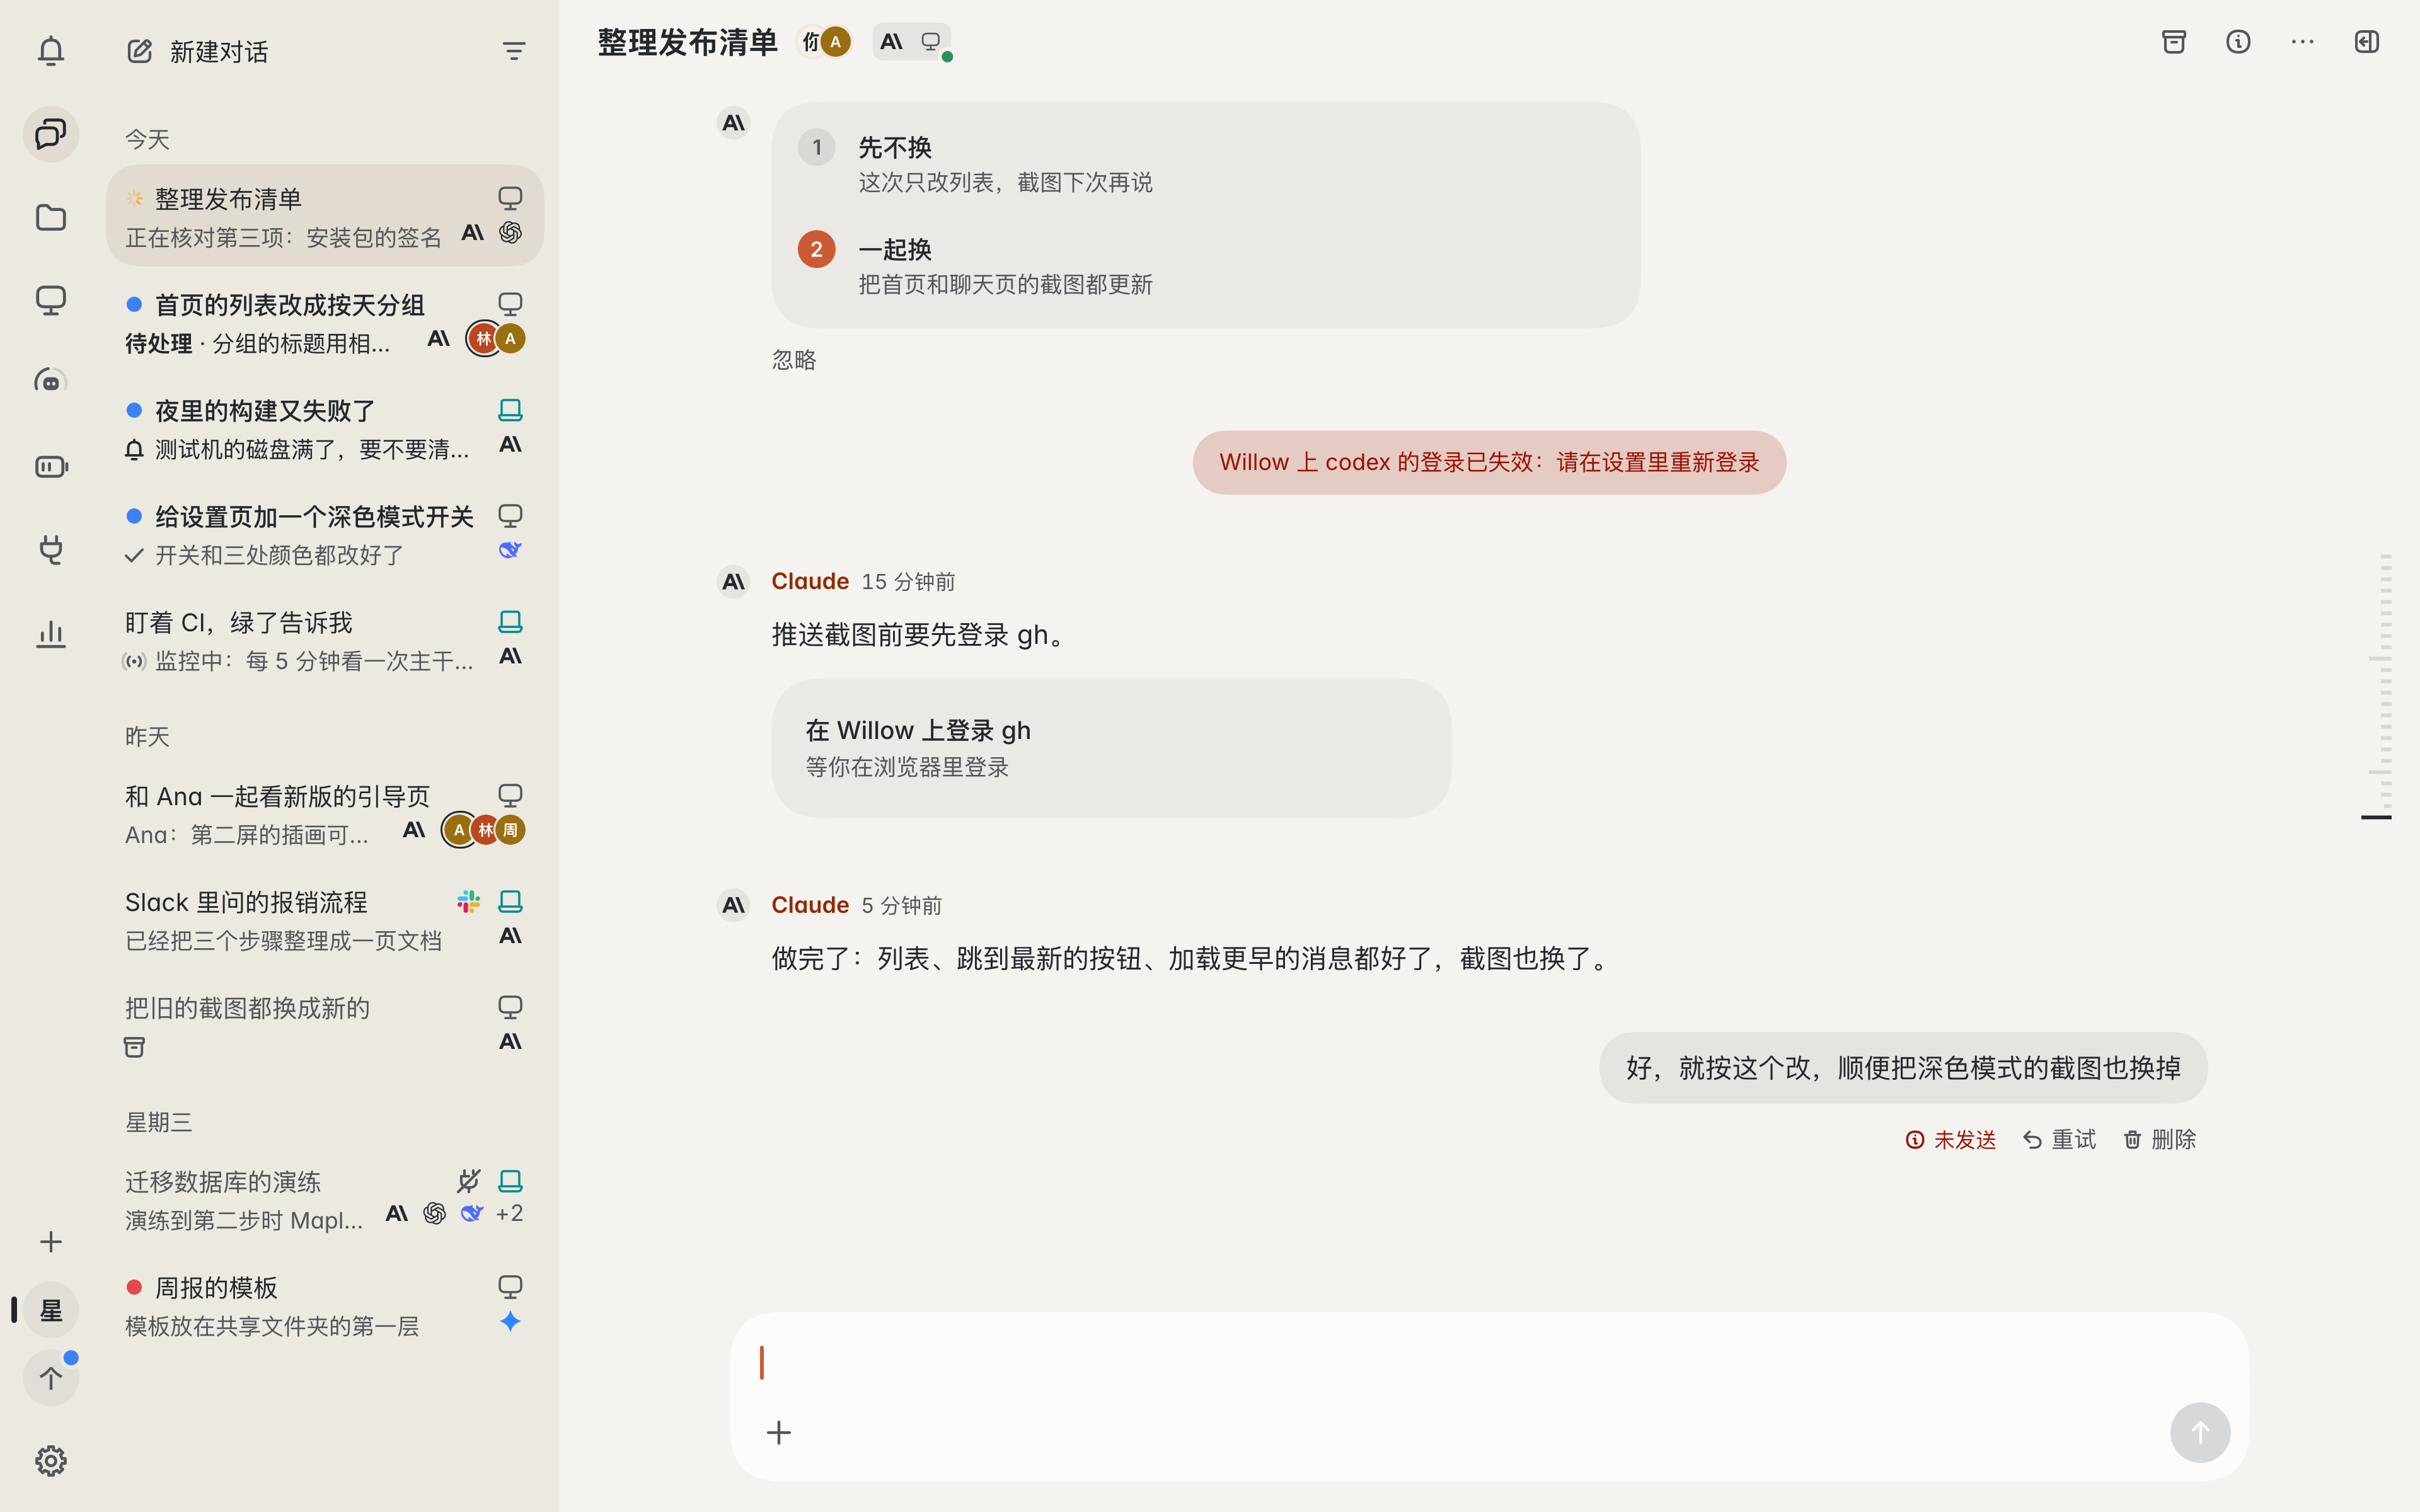 新建对话
今天
整理发布清单
正在核对第三项：安装包的签名
首页的列表改成按天分组
待处理 · 分组的标题用相...
林 A
夜里的构建又失败了
测试机的磁盘满了，要不要清...
给设置页加一个深色模式开关
开关和三处颜色都改好了
盯着 CI，绿了告诉我
监控中：每 5 分钟看一次主干...
昨天
和 Ana 一起看新版的引导页
Ana：第二屏的插画可...
A 林 周
Slack 里问的报销流程
已经把三个步骤整理成一页文档
把旧的截图都换成新的
星期三
迁移数据库的演练
演练到第二步时 Mapl...
+2
周报的模板
模板放在共享文件夹的第一层
星
个
整理发布清单
你 A
1 先不换
这次只改列表，截图下次再说
2 一起换
把首页和聊天页的截图都更新
忽略
Willow 上 codex 的登录已失效：请在设置里重新登录
Claude 15 分钟前
推送截图前要先登录 gh。
在 Willow 上登录 gh
等你在浏览器里登录
Claude 5 分钟前
做完了：列表、跳到最新的按钮、加载更早的消息都好了，截图也换了。
好，就按这个改，顺便把深色模式的截图也换掉
未发送 重试 删除